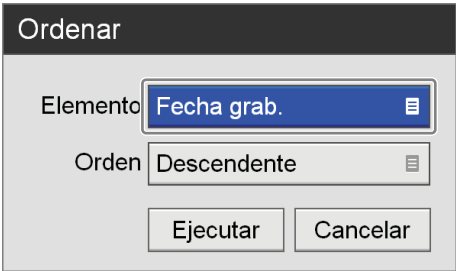 Ordenar
Elemento Fecha grab.
Orden Descendente
Ejecutar Cancelar